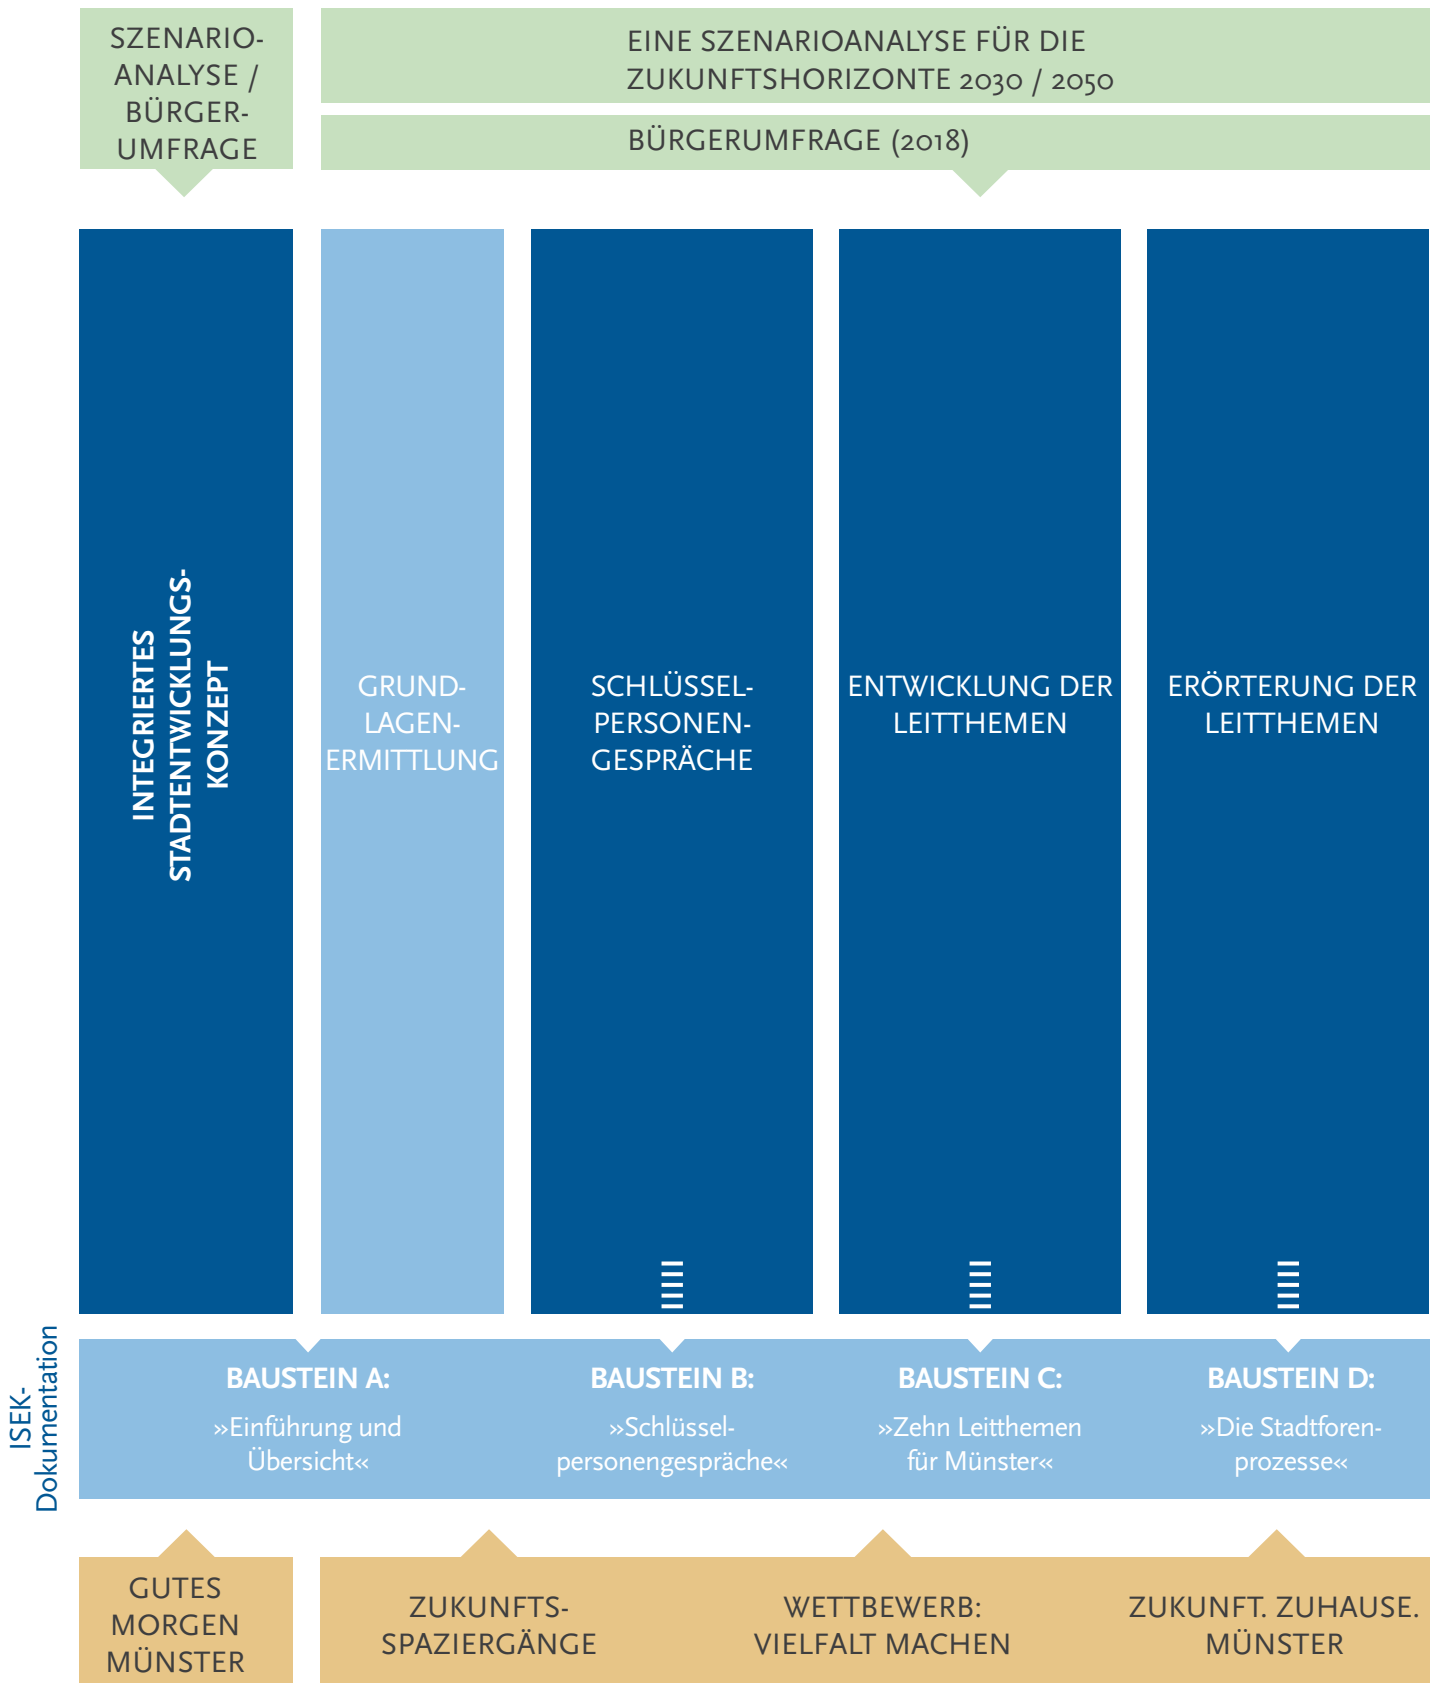 SZENARIO-
ANALYSE /
BÜRGER-
UMFRAGE
EINE SZENARIOANALYSE FÜR DIE
ZUKUNFTSHORIZONTE 2030 / 2050
BÜRGERUMFRAGE (2018)
INTEGRIERTES
STADTENTWICKLUNGS-
KONZEPT
GRUND-
LAGEN-
ERMITTLUNG
SCHLÜSSEL-
PERSONEN-
GESPRÄCHE
ENTWICKLUNG DER
LEITTHEMEN
ERÖRTERUNG DER
LEITTHEMEN
ISEK-
Dokumentation
BAUSTEIN A:
»Einführung und
Übersicht«
BAUSTEIN B:
»Schlüssel-
personengespräche«
BAUSTEIN C:
»Zehn Leitthemen
für Münster«
BAUSTEIN D:
»Die Stadtforen-
prozesse«
GUTES
MORGEN
MÜNSTER
ZUKUNFTS-
SPAZIERGÄNGE
WETTBEWERB:
VIELFALT MACHEN
ZUKUNFT. ZUHAUSE.
MÜNSTER